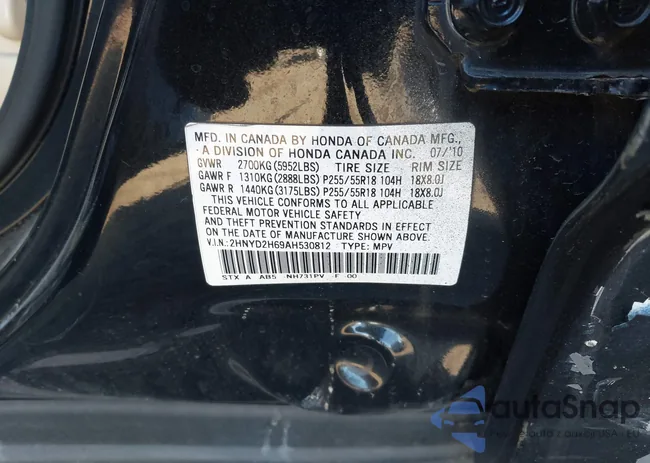 MFD. IN CANADA BY HONDA OF CANADA MFG.,
A DIVISION OF HONDA CANADA INC. 07/'10
GVWR 2700KG(5952LBS) TIRE SIZE RIM SIZE
GAWR F 1310KG(2888LBS) P255/55R18 104H 18X8.0J
GAWR R 1440KG(3175LBS) P255/55R18 104H 18X8.0J
THIS VEHICLE CONFORMS TO ALL APPLICABLE
FEDERAL MOTOR VEHICLE SAFETY
AND THEFT PREVENTION STANDARDS IN EFFECT
ON THE DATE OF MANUFACTURE SHOWN ABOVE.
V.I.N.:2HNYD2H69AH530812 TYPE: MPV
STX A AB5 NH731PV -F 00
autaSnap